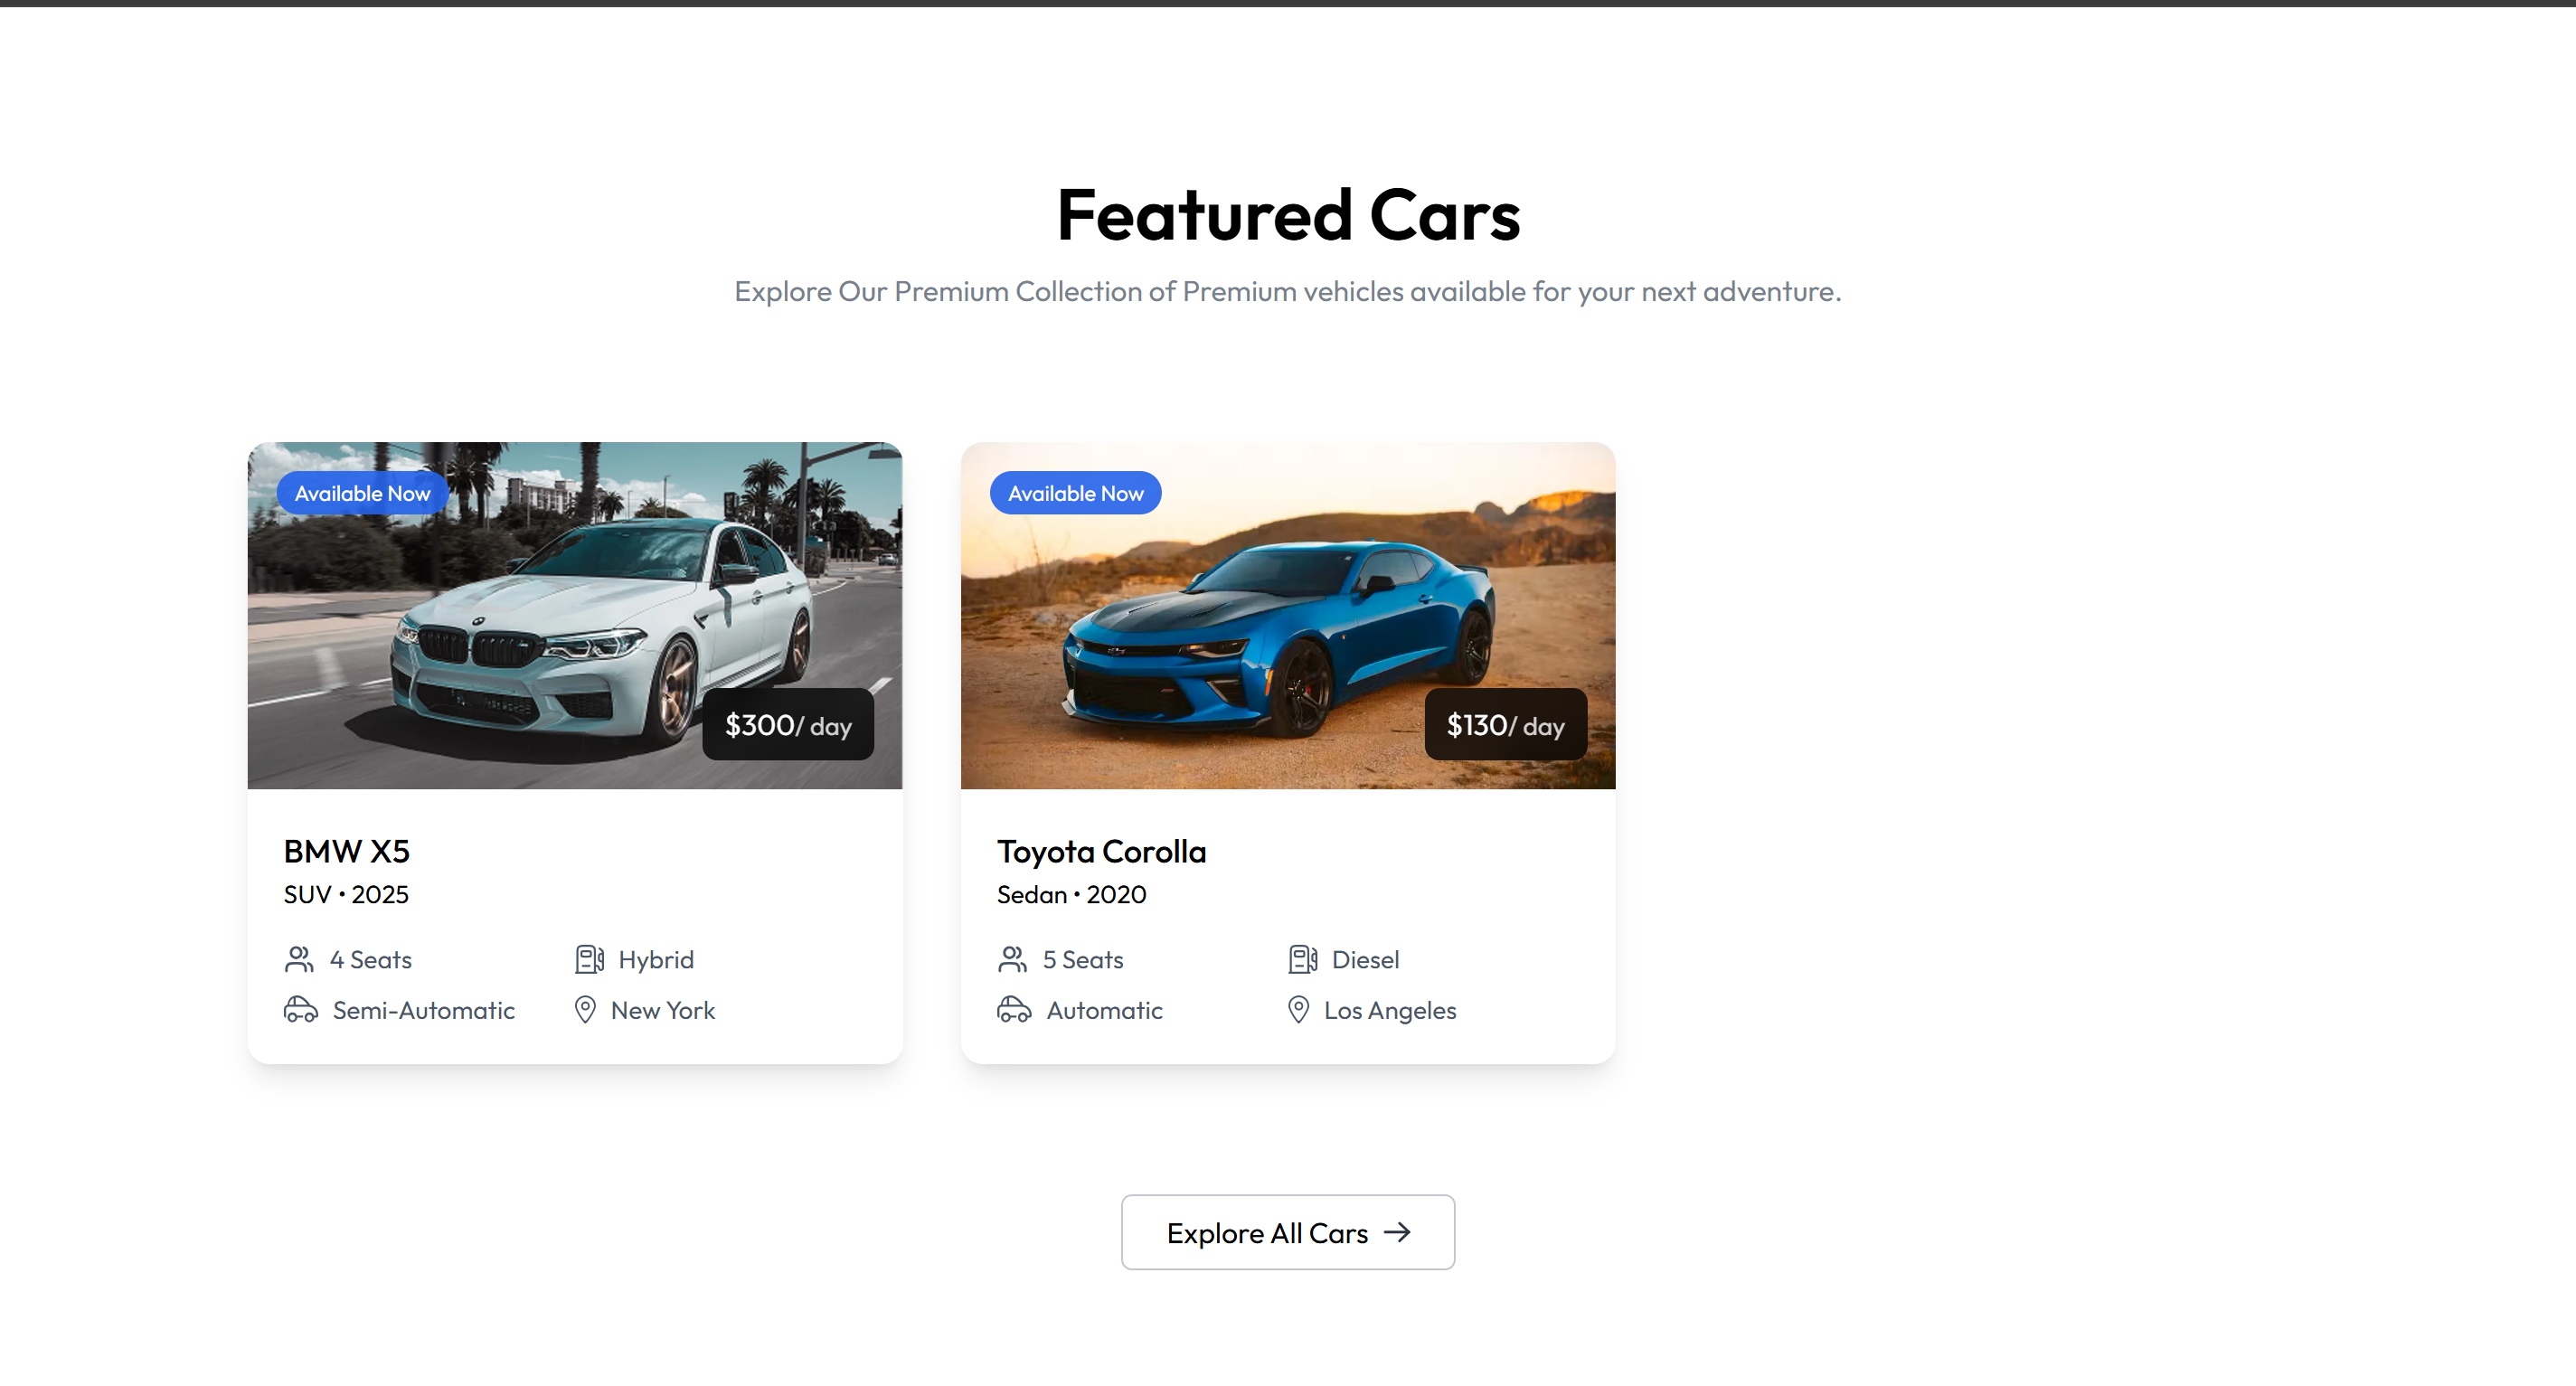 Featured Cars
Explore Our Premium Collection of Premium vehicles available for your next adventure.
Available Now
$300/ day
BMW X5
SUV • 2025
4 Seats
Hybrid
Semi-Automatic
New York
Available Now
$130/ day
Toyota Corolla
Sedan • 2020
5 Seats
Diesel
Automatic
Los Angeles
Explore All Cars →